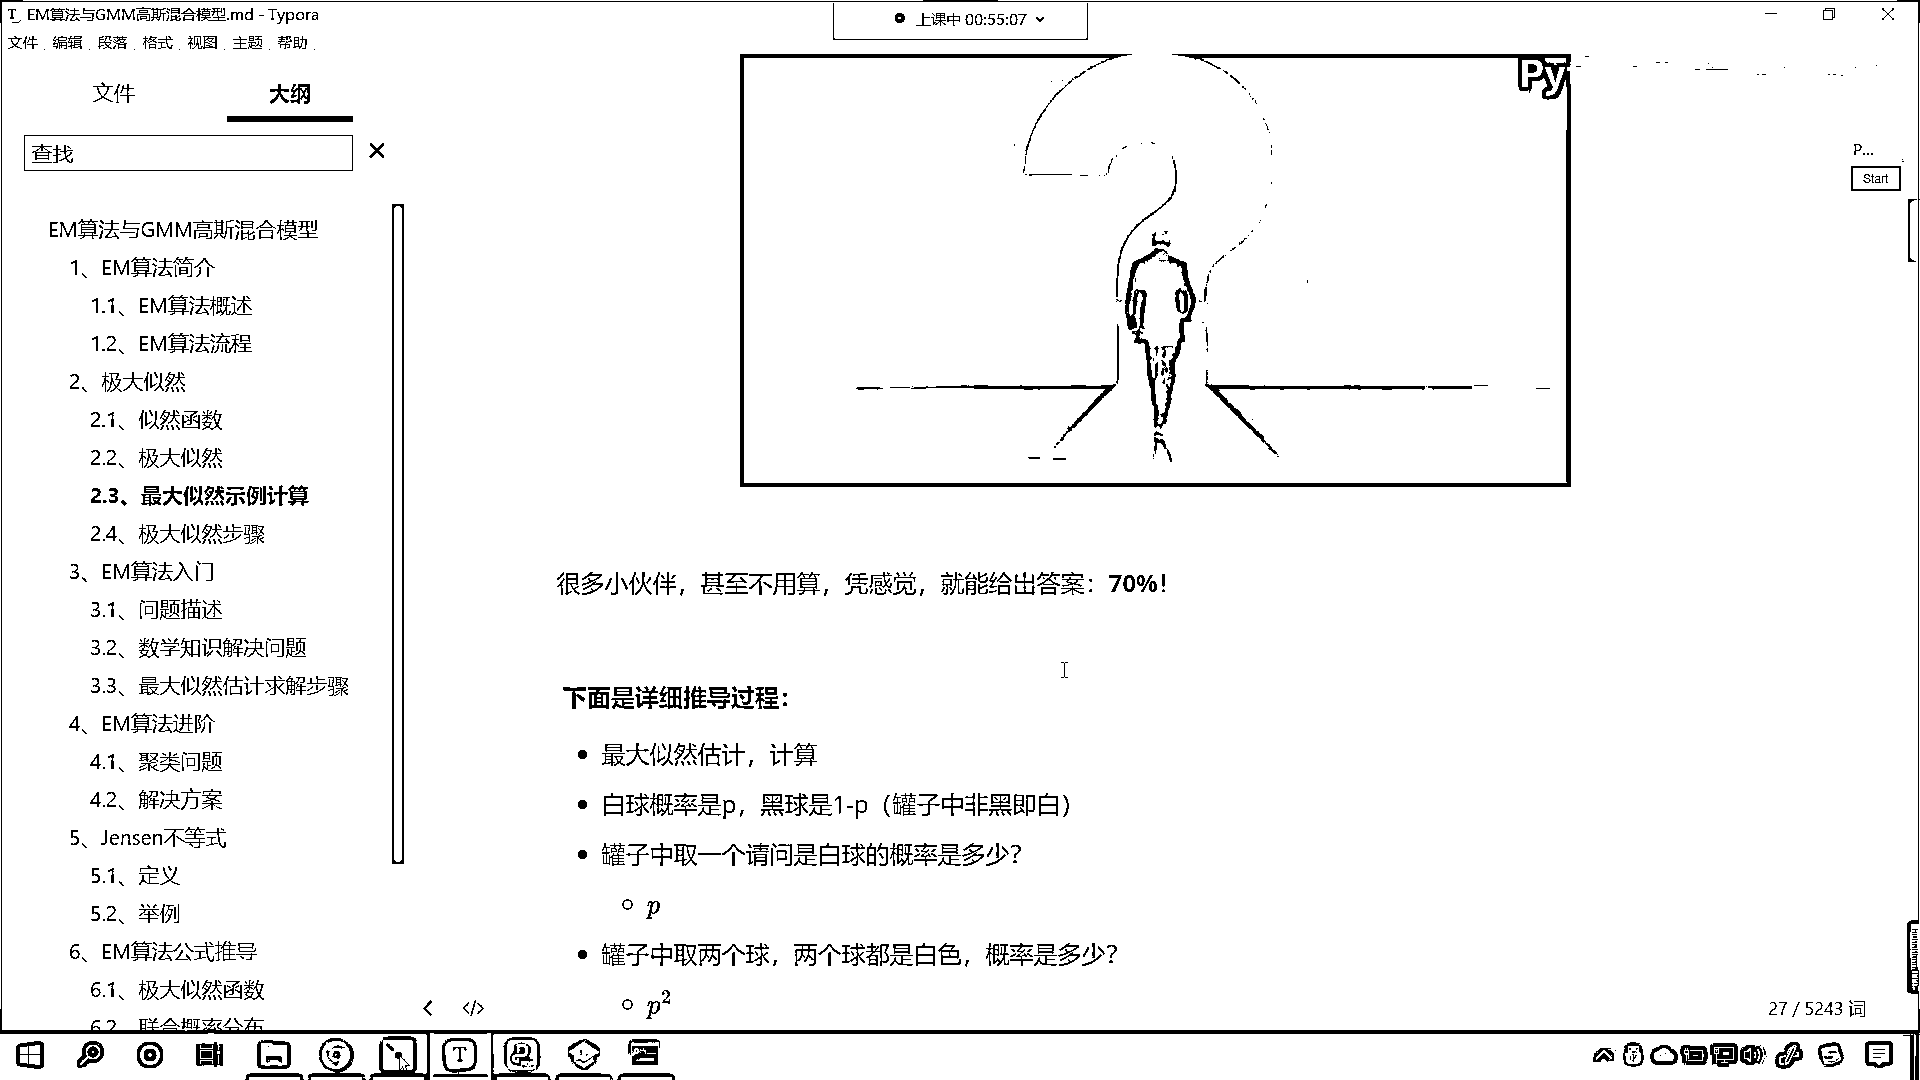 EM算法与GMM高斯混合模型.md - Typora
上课中 00:55:07
文件 编辑 段落 格式 视图 主题 帮助
文件
大纲
查找
EM算法与GMM高斯混合模型
1、EM算法简介
1.1、EM算法概述
1.2、EM算法流程
2、极大似然
2.1、似然函数
2.2、极大似然
2.3、最大似然示例计算
2.4、极大似然步骤
3、EM算法入门
3.1、问题描述
3.2、数学知识解决问题
3.3、最大似然估计求解步骤
4、EM算法进阶
4.1、聚类问题
4.2、解决方案
5、Jensen不等式
5.1、定义
5.2、举例
6、EM算法公式推导
6.1、极大似然函数
6.2、联合概率分布
Py
P...
Start
很多小伙伴，甚至不用算，凭感觉，就能给出答案：70%！
下面是详细推导过程：
最大似然估计，计算
白球概率是p，黑球是1-p（罐子中非黑即白）
罐子中取一个请问是白球的概率是多少？
p
罐子中取两个球，两个球都是白色，概率是多少？
p²
27 / 5243 词